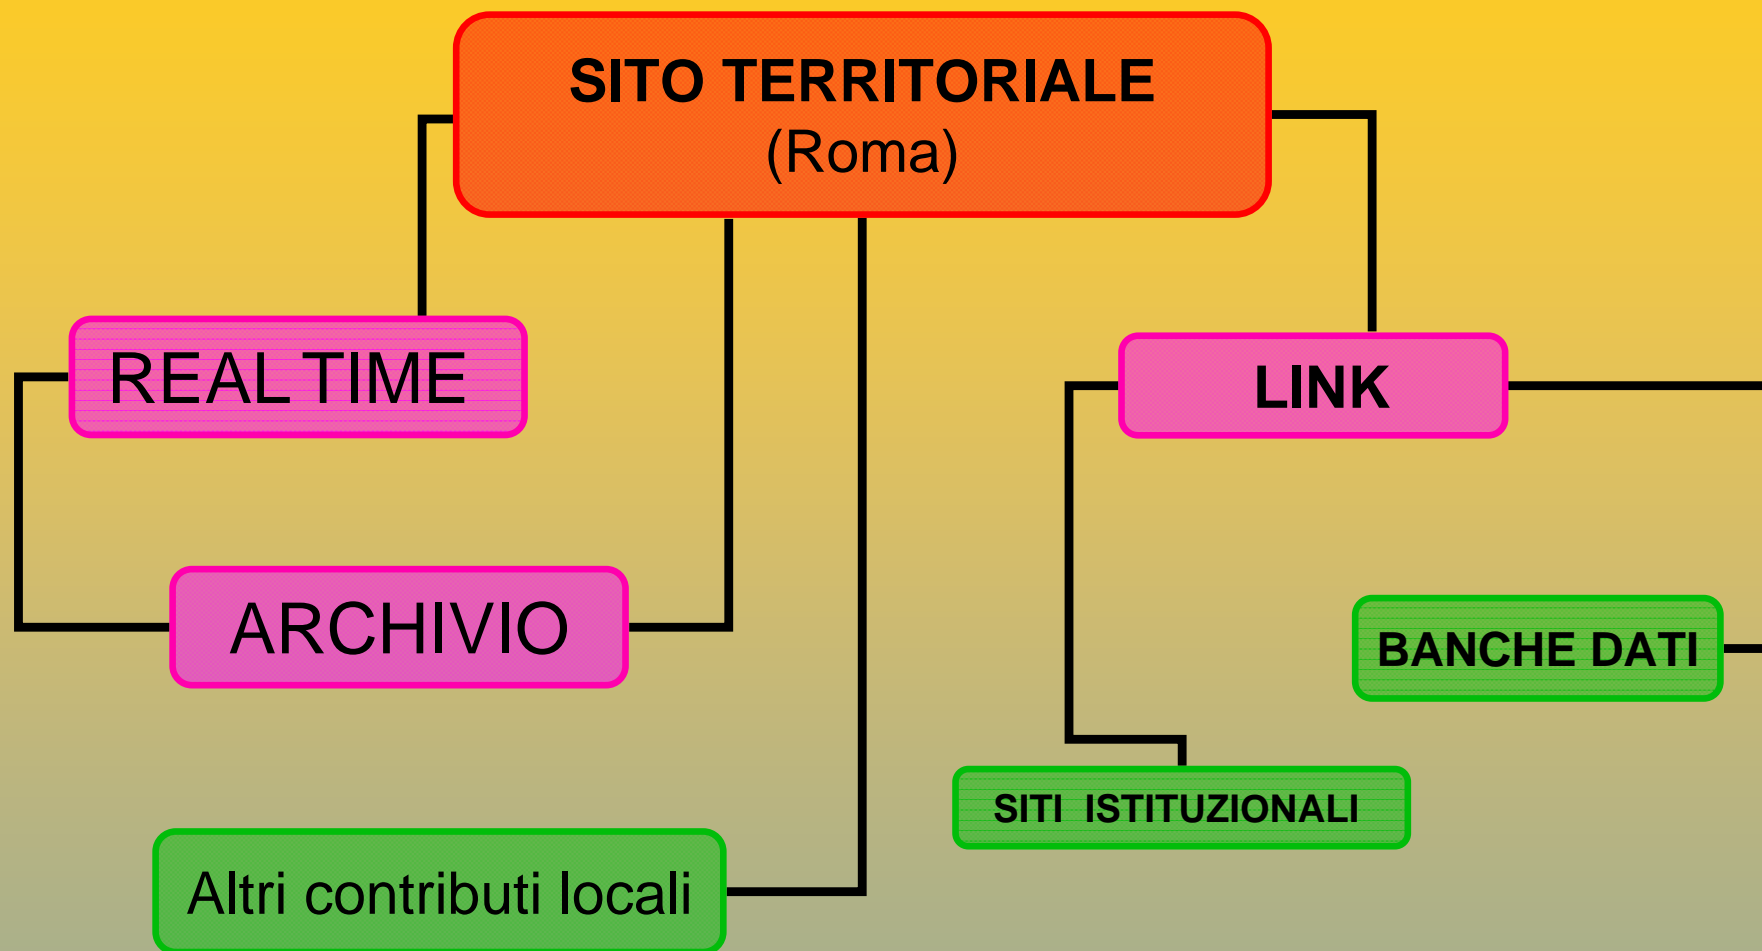 SITO TERRITORIALE
(Roma)
REAL TIME
LINK
ARCHIVIO
BANCHE DATI
SITI ISTITUZIONALI
Altri contributi locali